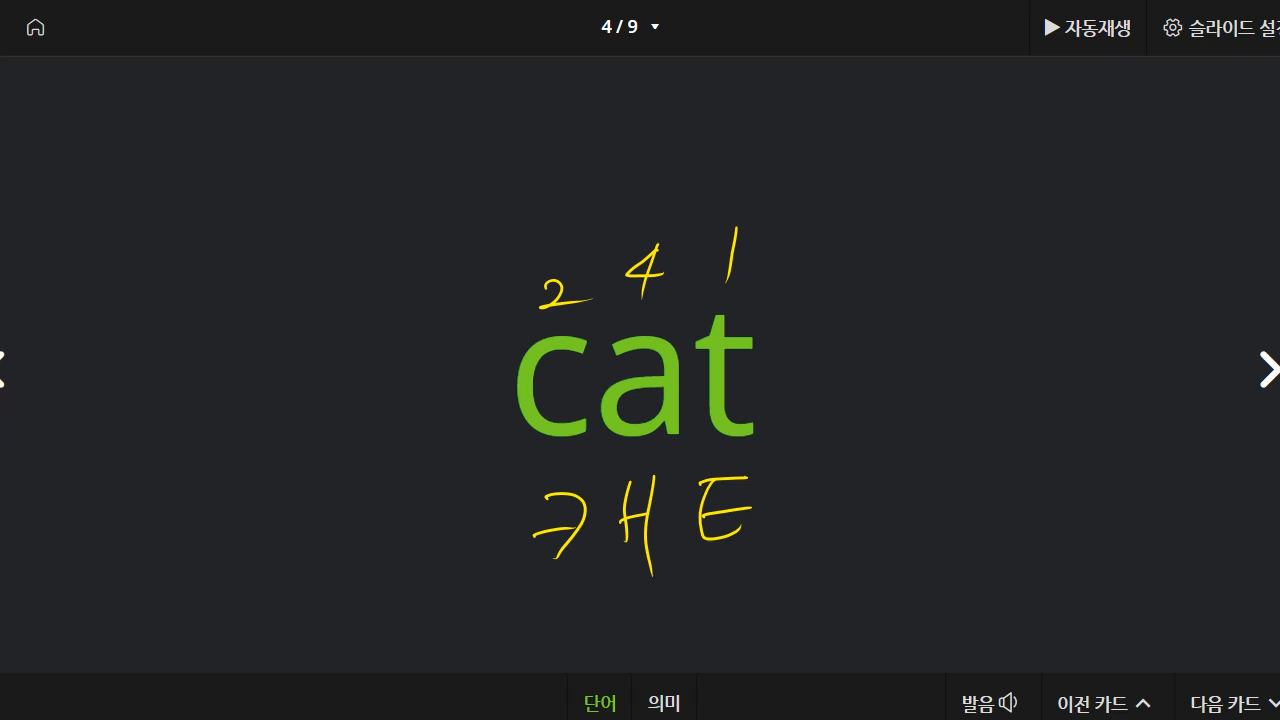 4 / 9
자동재생
슬라이드 설정
2 4 1
cat
ㅋ ㅐ ㅌ
단어
의미
발음
이전 카드
다음 카드